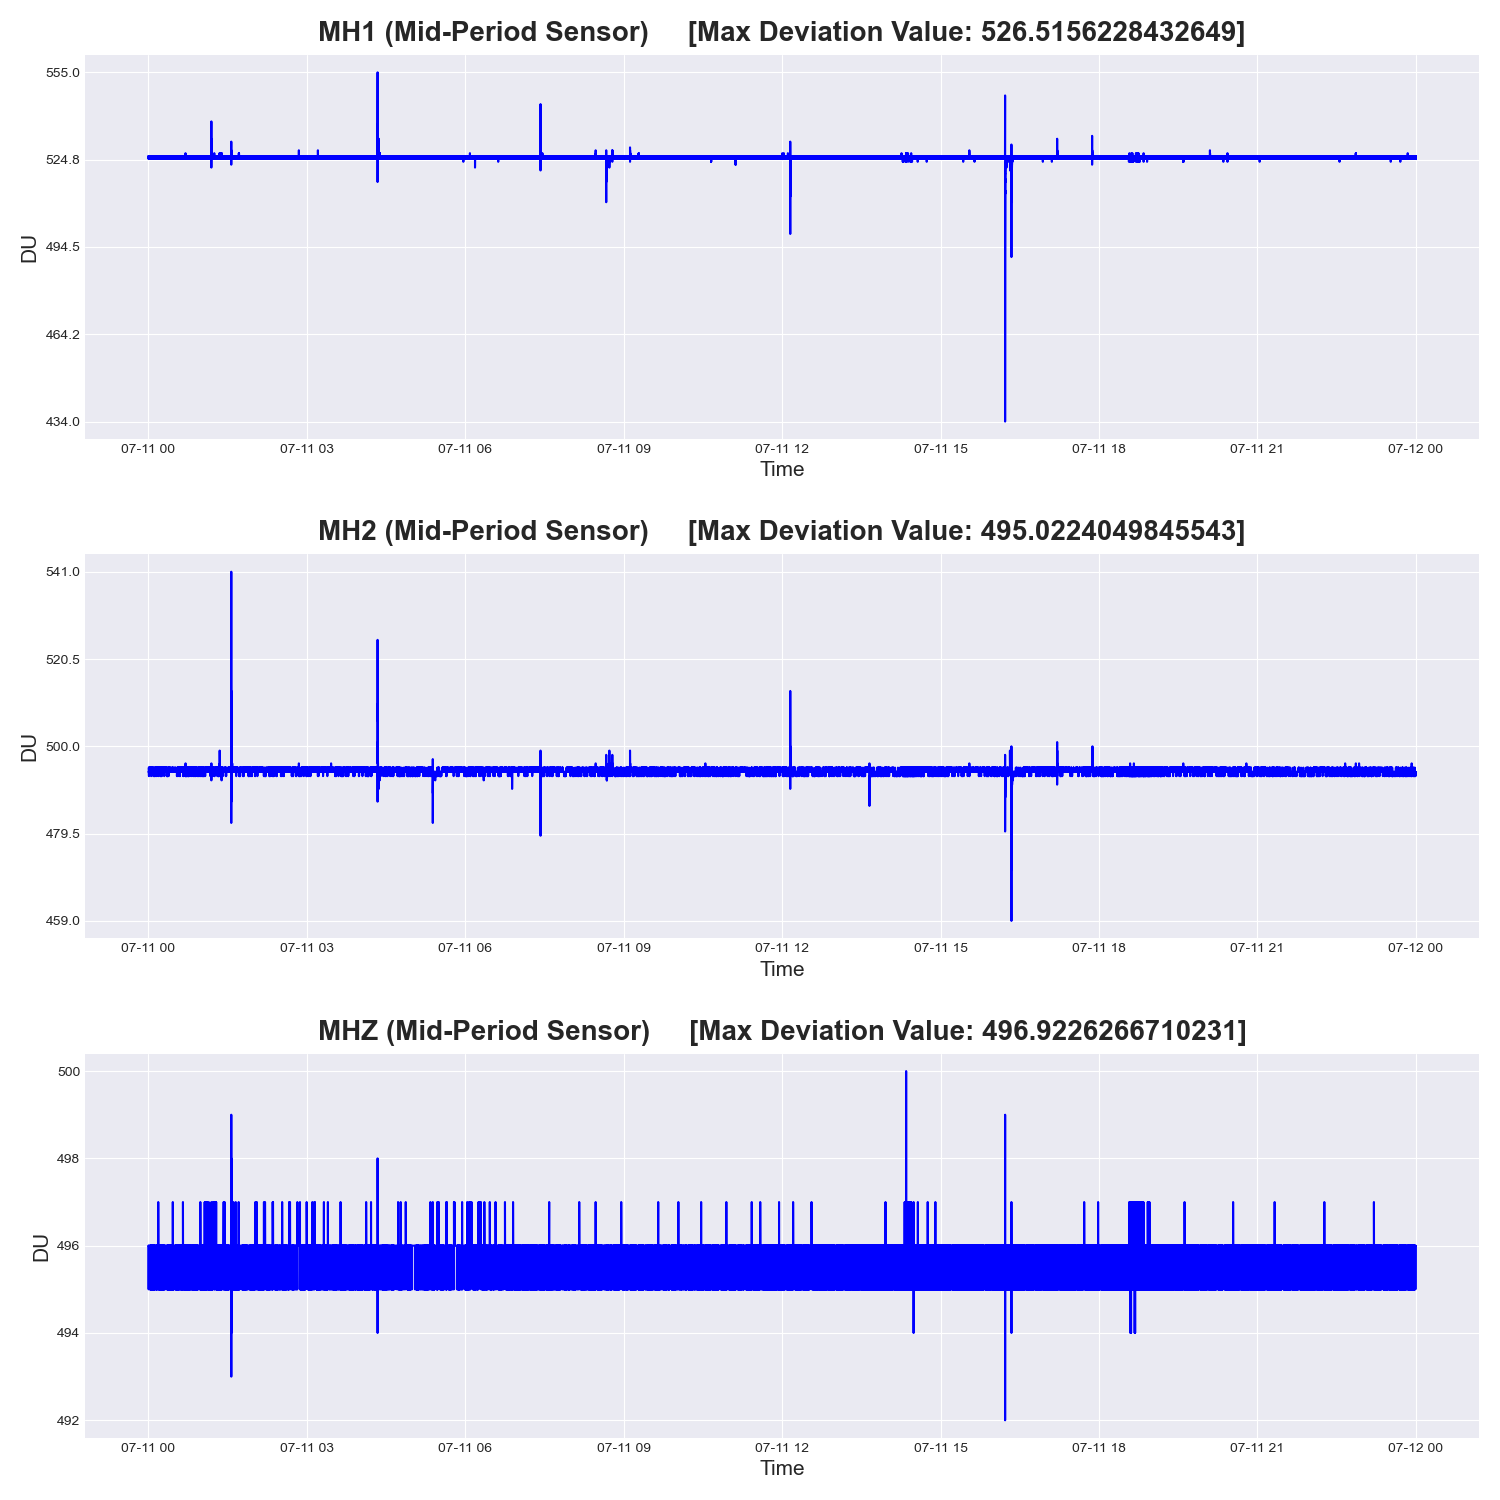 MH1 (Mid-Period Sensor) [Max Deviation Value: 526.5156228432649]
555.0
524.8
494.5
464.2
434.0
DU
07-11 00 07-11 03 07-11 06 07-11 09 07-11 12 07-11 15 07-11 18 07-11 21 07-12 00
Time
MH2 (Mid-Period Sensor) [Max Deviation Value: 495.0224049845543]
541.0
520.5
500.0
479.5
459.0
DU
07-11 00 07-11 03 07-11 06 07-11 09 07-11 12 07-11 15 07-11 18 07-11 21 07-12 00
Time
MHZ (Mid-Period Sensor) [Max Deviation Value: 496.9226266710231]
500
498
496
494
492
DU
07-11 00 07-11 03 07-11 06 07-11 09 07-11 12 07-11 15 07-11 18 07-11 21 07-12 00
Time